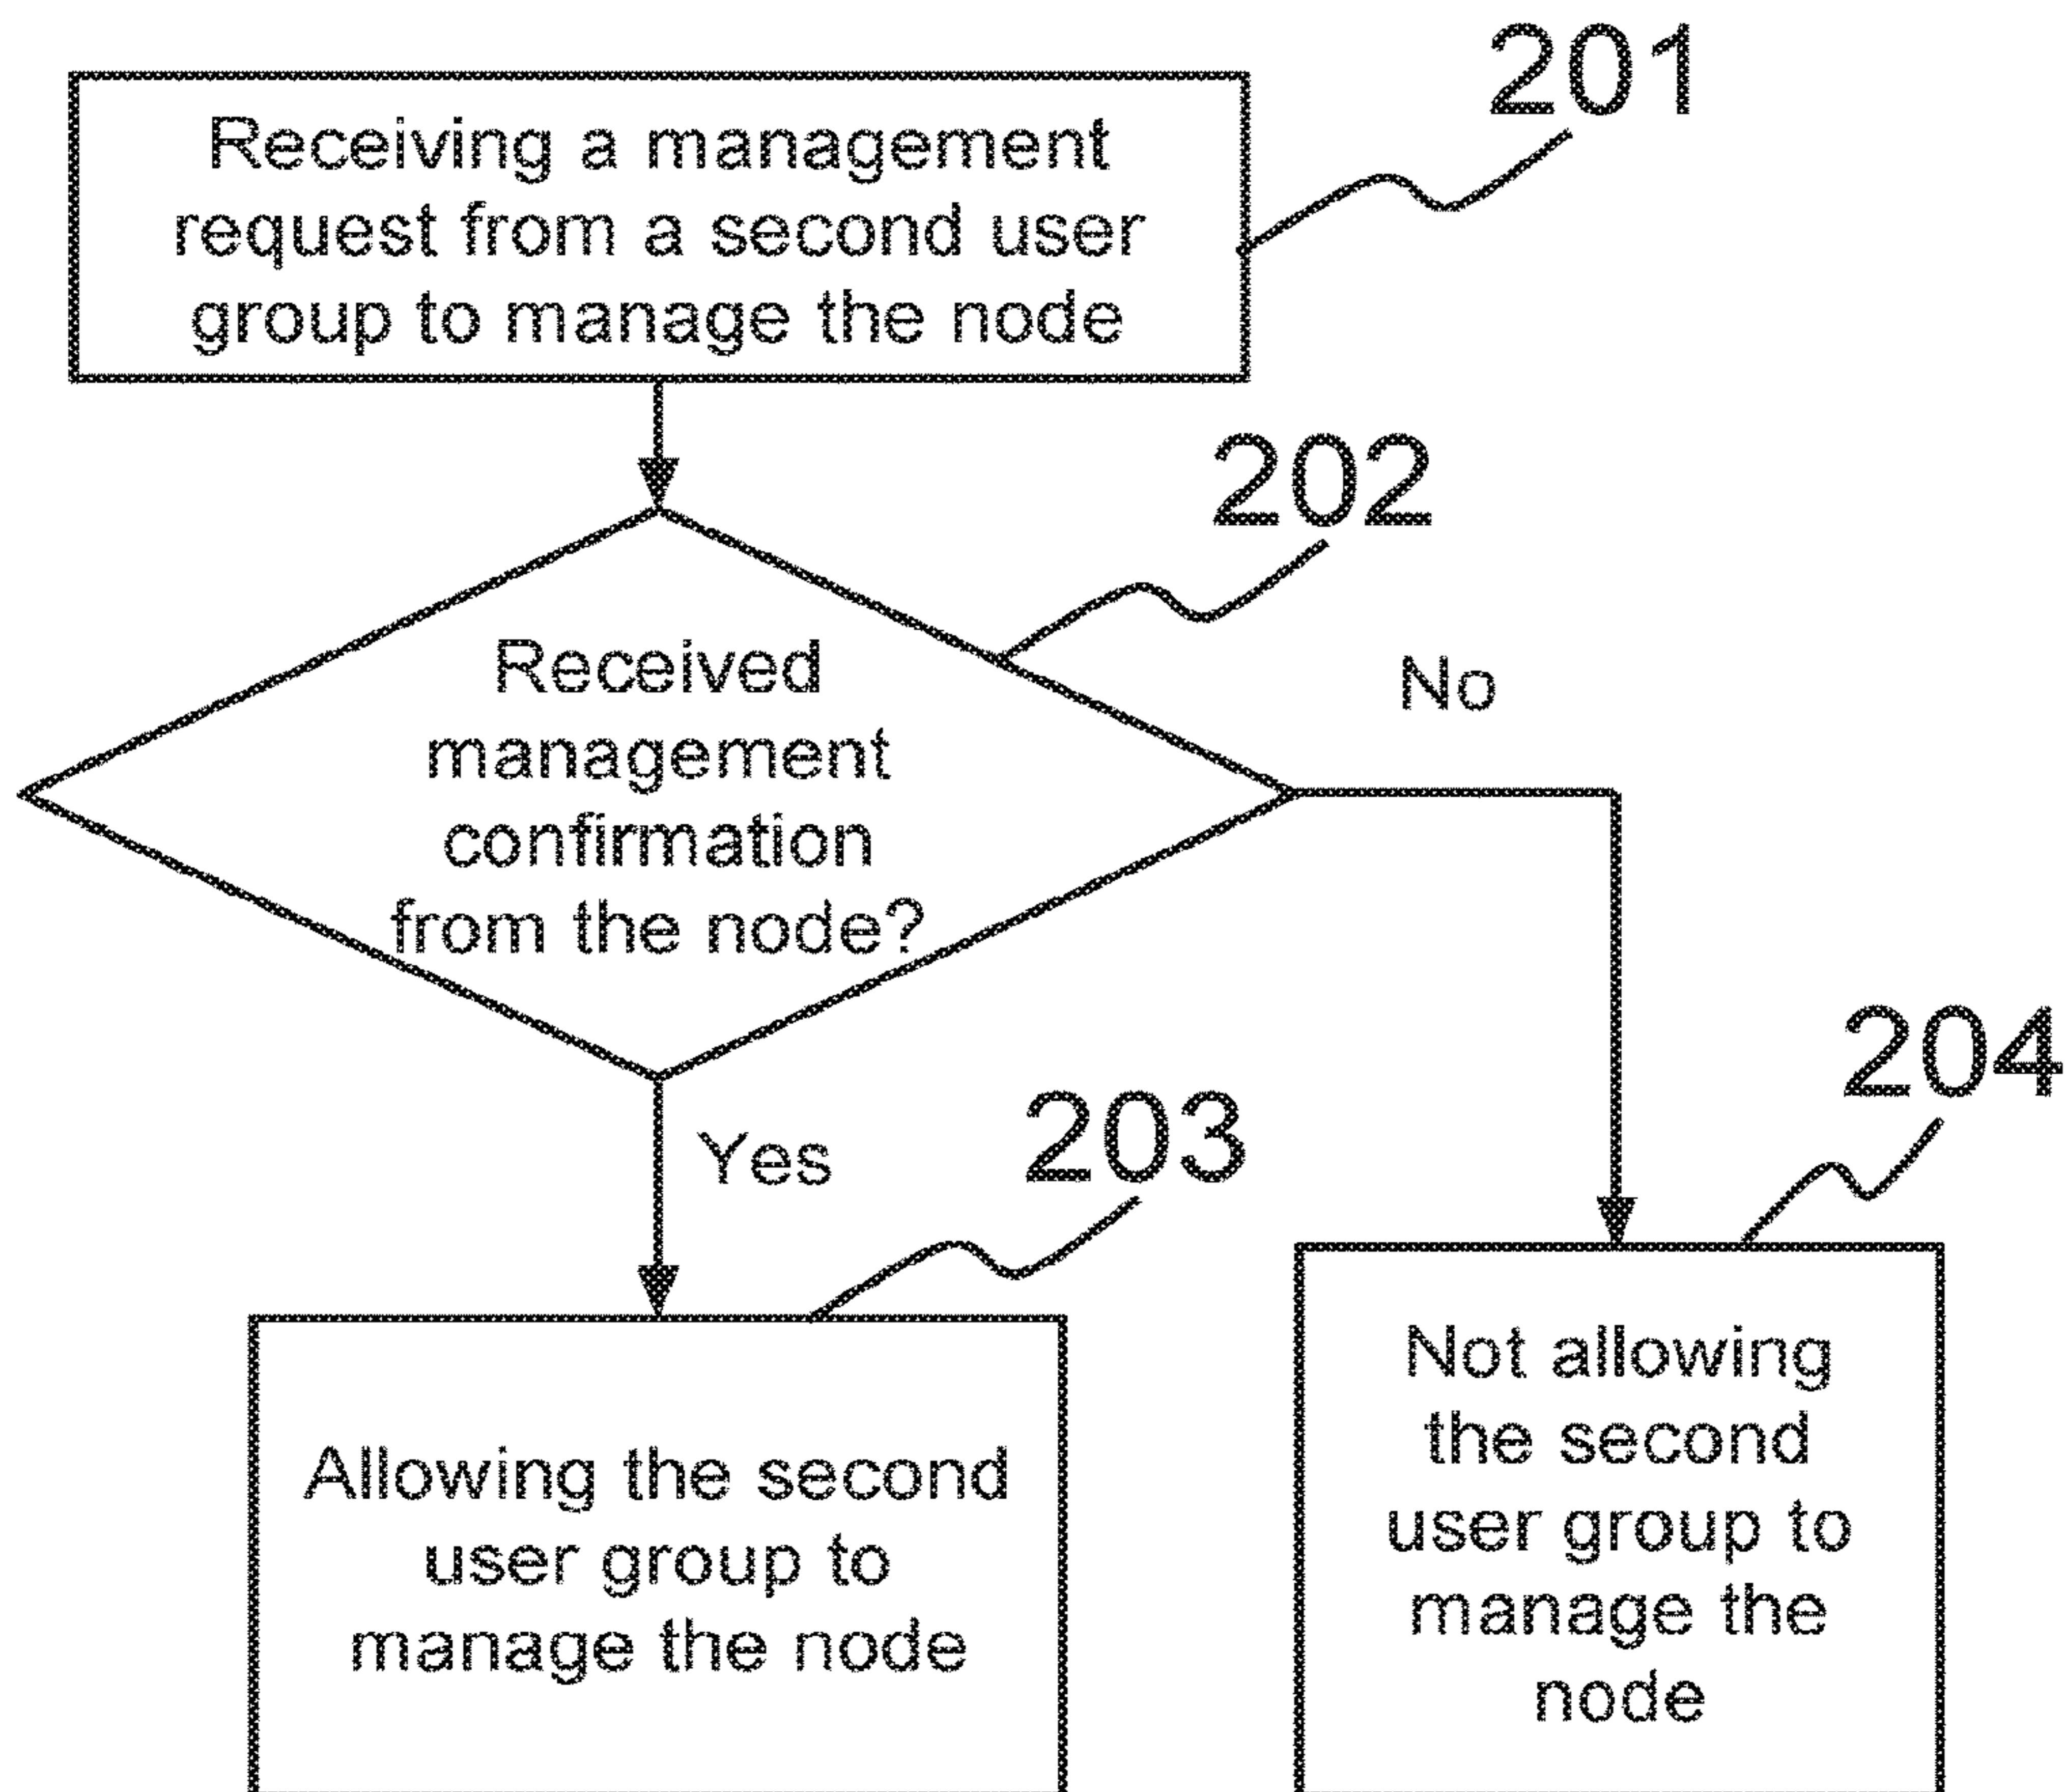 201
Receiving a management
request from a second user
group to manage the node
202
Received
management
confirmation
from the node?
No
Yes
203
204
Allowing the second
user group to
manage the node
Not allowing
the second
user group to
manage the
node